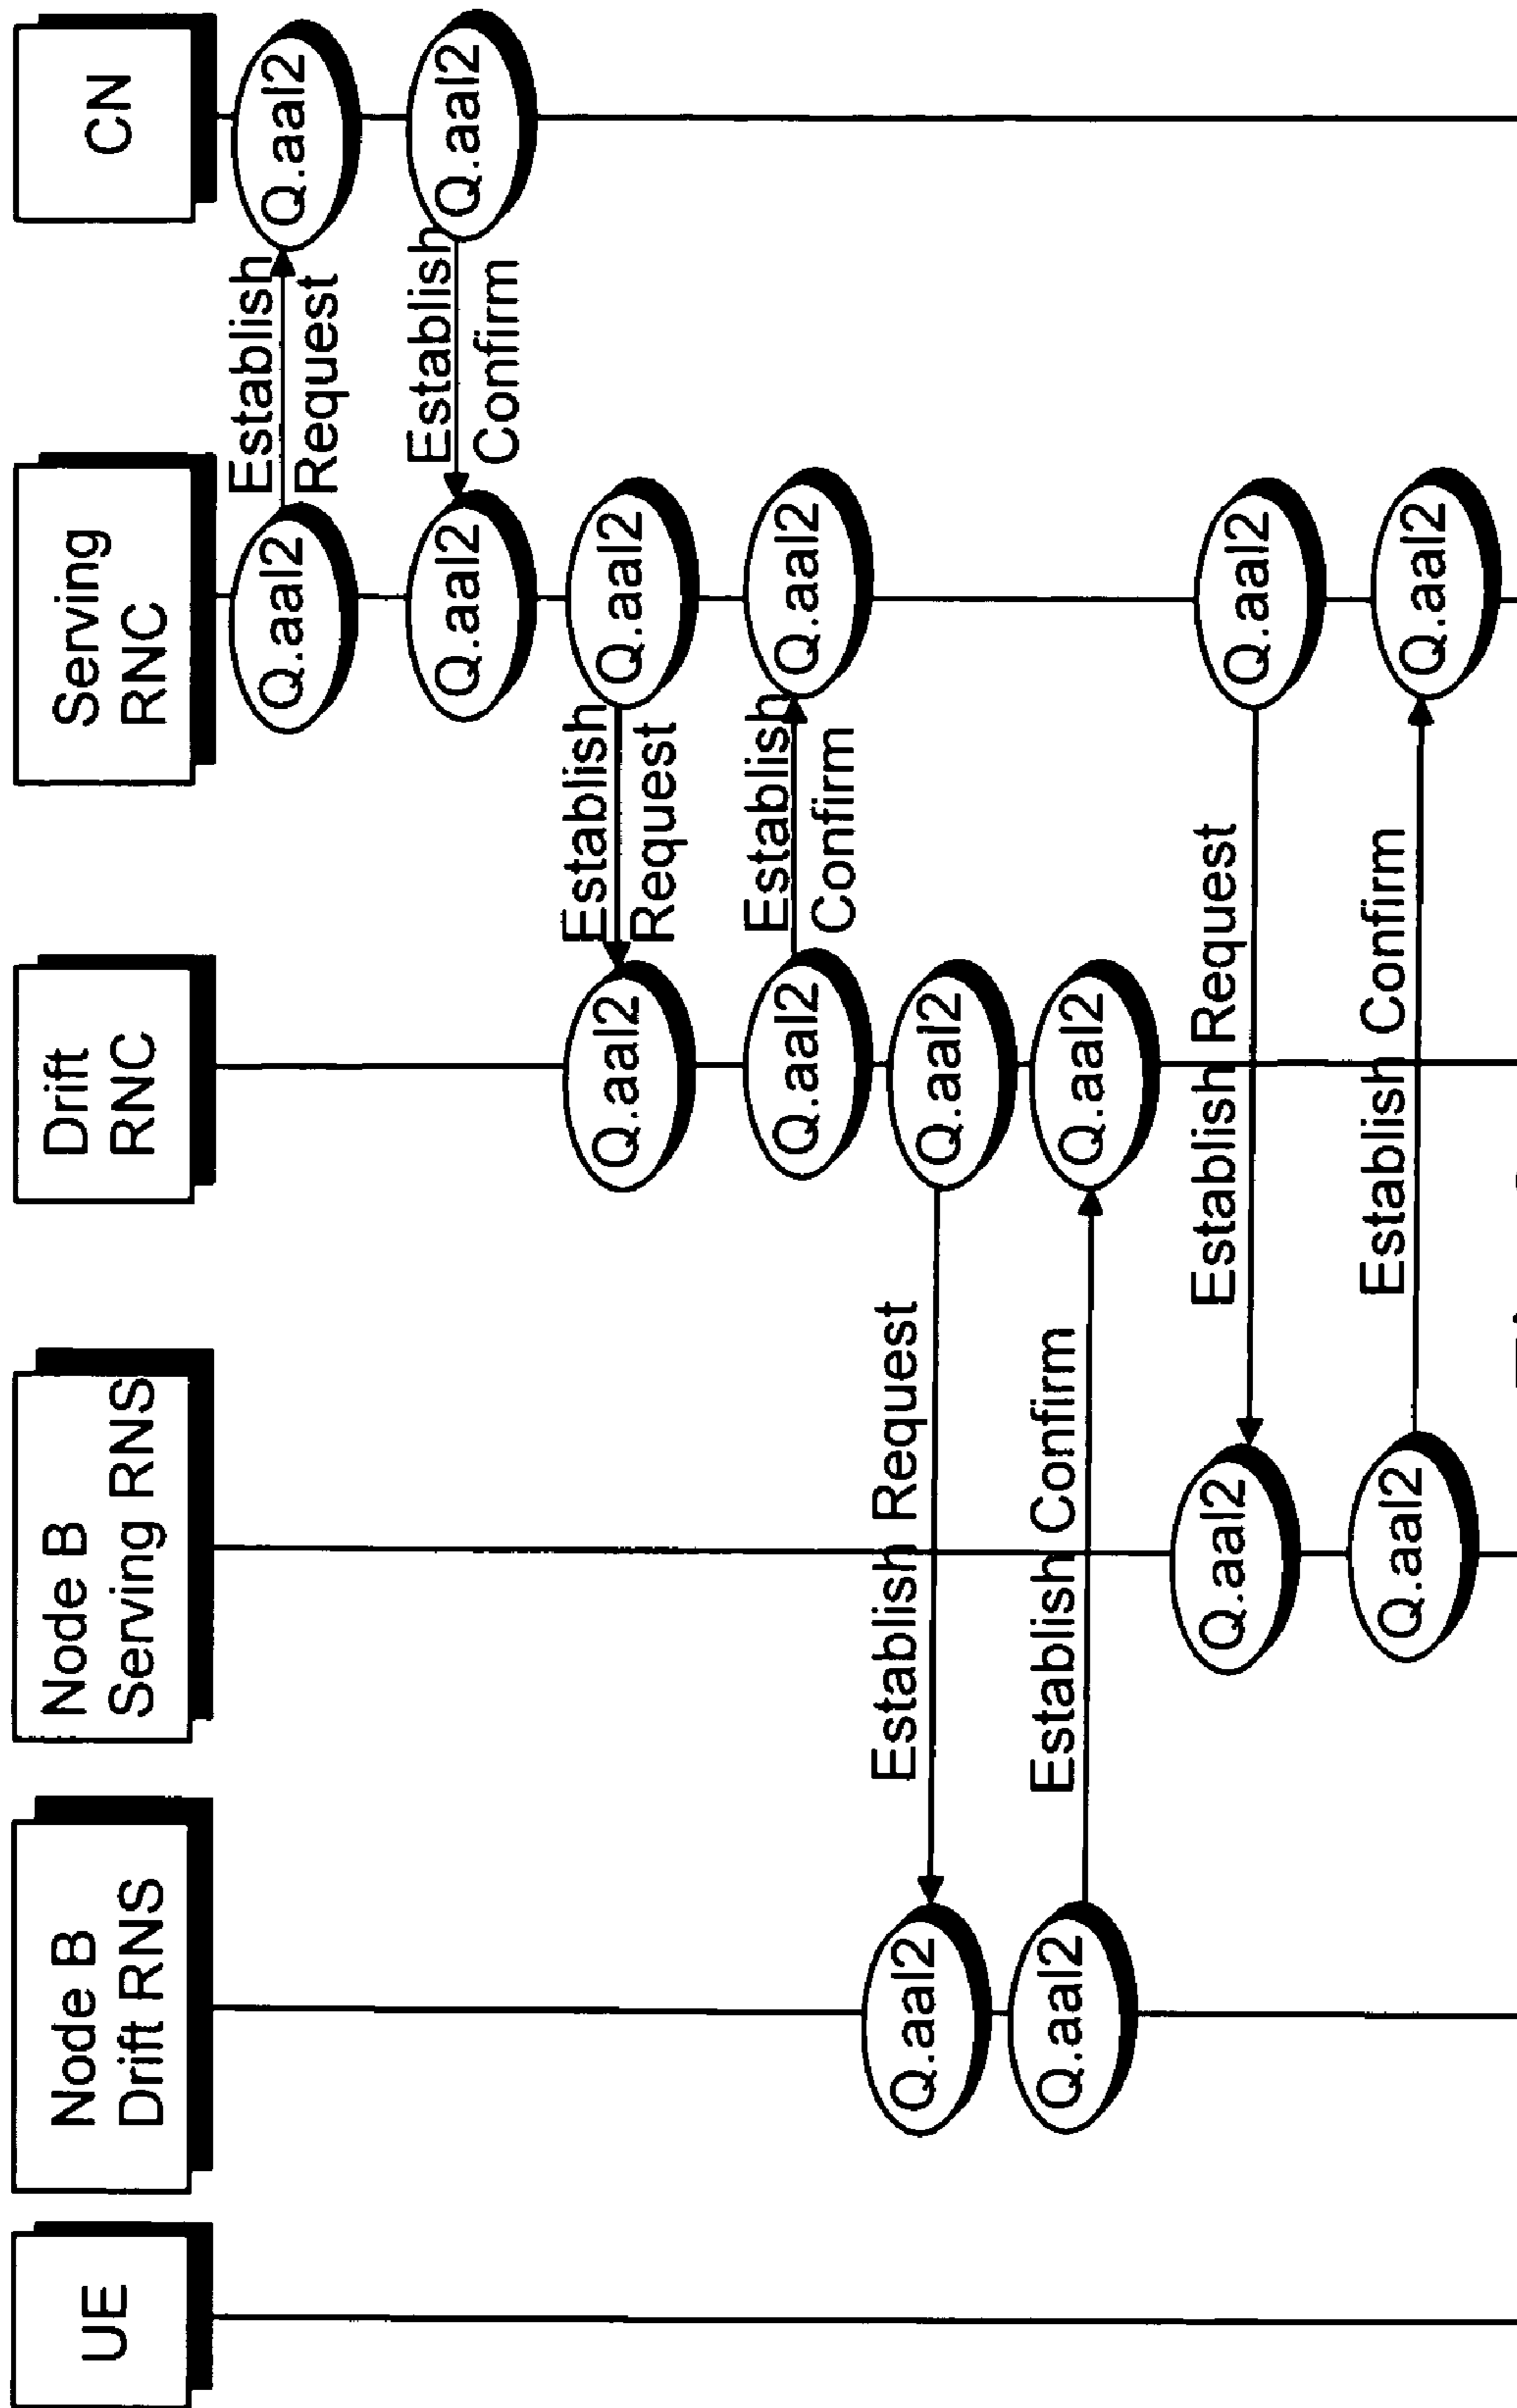 UE
Node B
Drift RNS
Node B
Serving RNS
Drift
RNC
Serving
RNC
CN
Q.aal2
Establish
Request
Q.aal2
Q.aal2
Establish
Confirm
Q.aal2
Q.aal2
Establish
Request
Q.aal2
Q.aal2
Establish
Confirm
Q.aal2
Q.aal2
Establish Request
Q.aal2
Q.aal2
Establish Confirm
Q.aal2
Q.aal2
Establish Request
Q.aal2
Q.aal2
Establish Confirm
Q.aal2